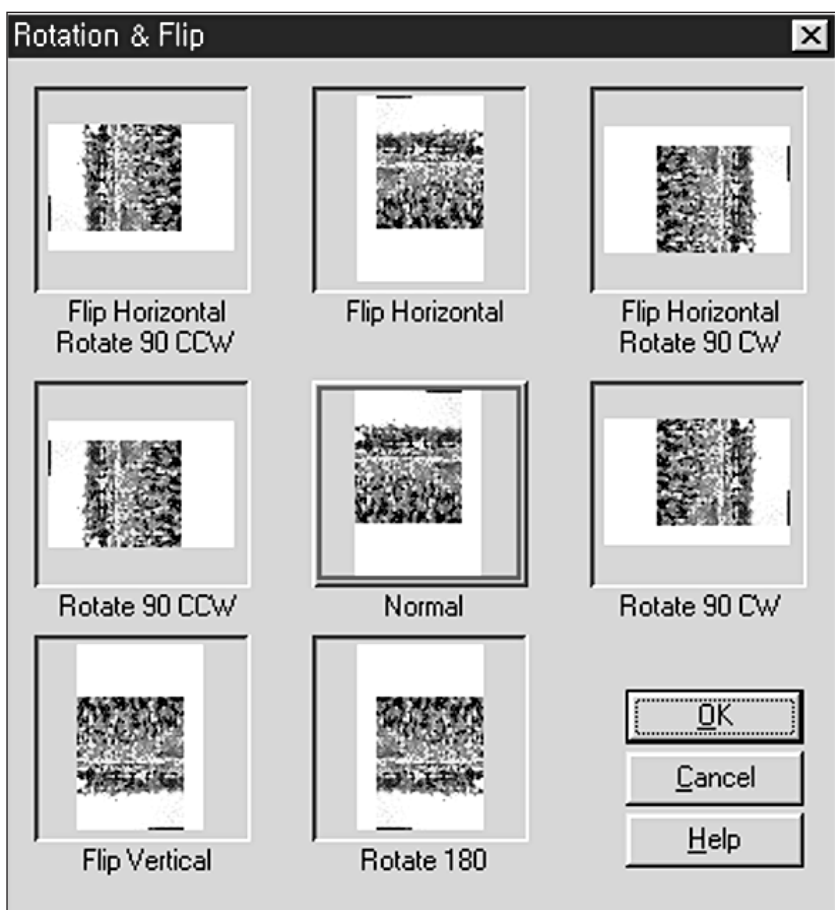 Rotation & Flip
Flip Horizontal
Rotate 90 CCW
Flip Horizontal
Flip Horizontal
Rotate 90 CW
Rotate 90 CCW
Normal
Rotate 90 CW
Flip Vertical
Rotate 180
OK
Cancel
Help